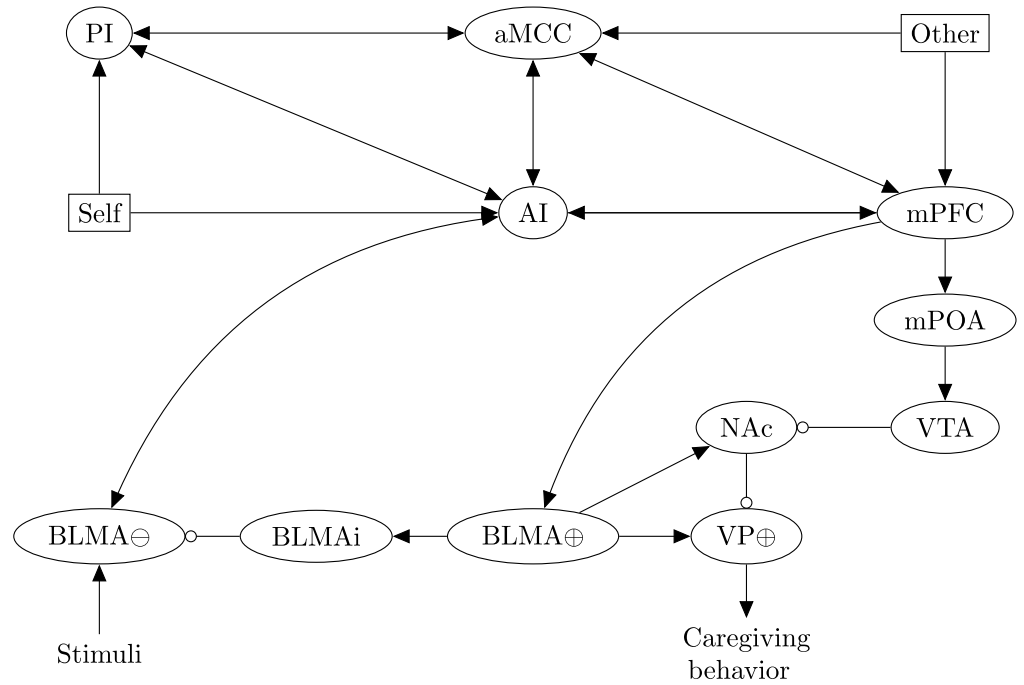 PI
aMCC
Other
Self
AI
mPFC
mPOA
NAc
VTA
BLMA⊖
BLMAi
BLMA⊕
VP⊕
Stimuli
Caregiving
behavior